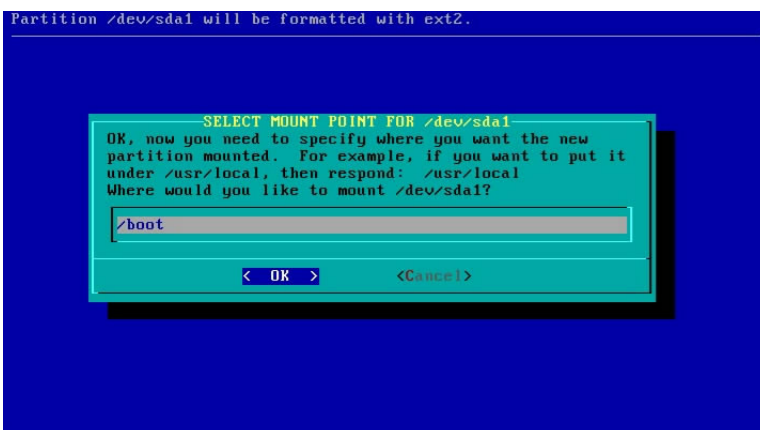 Partition /dev/sda1 will be formatted with ext2.
SELECT MOUNT POINT FOR /dev/sda1
OK, now you need to specify where you want the new
partition mounted.  For example, if you want to put it
under /usr/local, then respond:  /usr/local
Where would you like to mount /dev/sda1?
/boot
<  OK  > <Cancel>